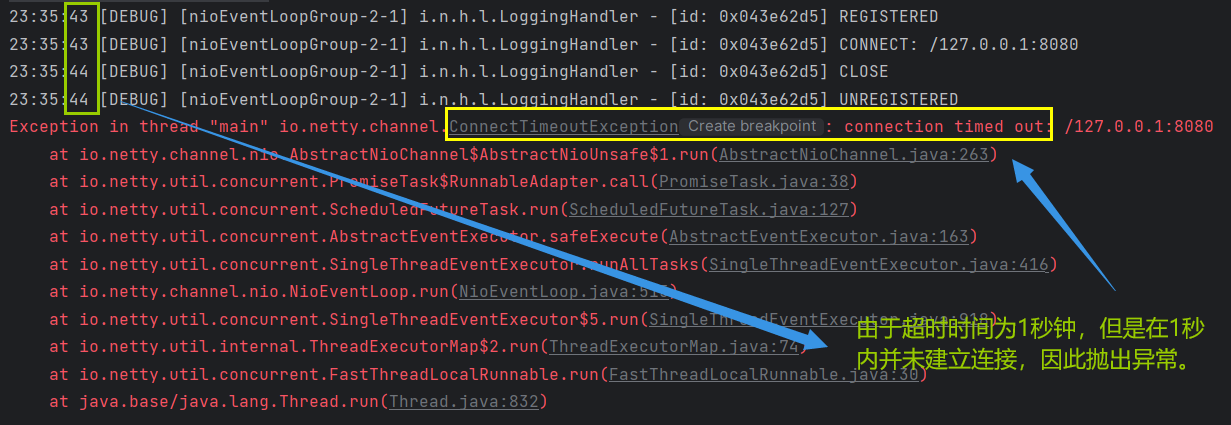 23:35:43 [DEBUG] [nioEventLoopGroup-2-1] i.n.h.l.LoggingHandler - [id: 0x043e62d5] REGISTERED
23:35:43 [DEBUG] [nioEventLoopGroup-2-1] i.n.h.l.LoggingHandler - [id: 0x043e62d5] CONNECT: /127.0.0.1:8080
23:35:44 [DEBUG] [nioEventLoopGroup-2-1] i.n.h.l.LoggingHandler - [id: 0x043e62d5] CLOSE
23:35:44 [DEBUG] [nioEventLoopGroup-2-1] i.n.h.l.LoggingHandler - [id: 0x043e62d5] UNREGISTERED
Exception in thread "main" io.netty.channel.ConnectTimeoutException Create breakpoint : connection timed out: /127.0.0.1:8080
at io.netty.channel.nio.AbstractNioChannel$AbstractNioUnsafe$1.run(AbstractNioChannel.java:263)
at io.netty.util.concurrent.PromiseTask$RunnableAdapter.call(PromiseTask.java:38)
at io.netty.util.concurrent.ScheduledFutureTask.run(ScheduledFutureTask.java:127)
at io.netty.util.concurrent.AbstractEventExecutor.safeExecute(AbstractEventExecutor.java:163)
at io.netty.util.concurrent.SingleThreadEventExecutor.runAllTasks(SingleThreadEventExecutor.java:416)
at io.netty.channel.nio.NioEventLoop.run(NioEventLoop.java:515)
at io.netty.util.concurrent.SingleThreadEventExecutor$5.run(SingleThreadEventExecutor.java:918)
at io.netty.util.internal.ThreadExecutorMap$2.run(ThreadExecutorMap.java:74)
at io.netty.util.concurrent.FastThreadLocalRunnable.run(FastThreadLocalRunnable.java:30)
at java.base/java.lang.Thread.run(Thread.java:832)
由于超时时间为1秒钟，但是在1秒
内并未建立连接，因此抛出异常。